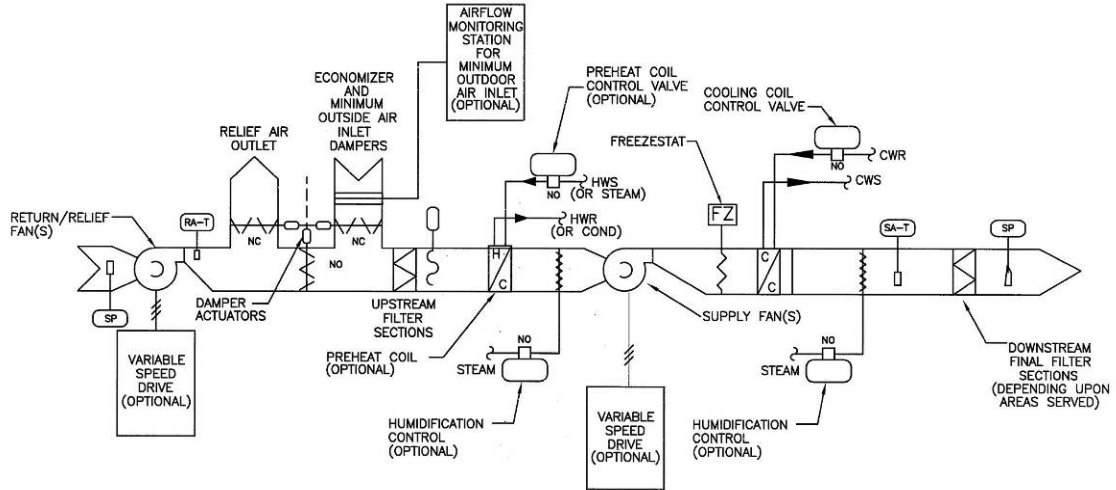 AIRFLOW
MONITORING
STATION
FOR
MINIMUM
OUTDOOR
AIR INLET
(OPTIONAL)
ECONOMIZER
AND
MINIMUM
OUTSIDE AIR
INLET
DAMPERS
RELIEF AIR
OUTLET
PREHEAT COIL
CONTROL VALVE
(OPTIONAL)
COOLING COIL
CONTROL VALVE
FREEZESTAT
NO
HWS
(OR STEAM)
HWR
(OR COND)
NO
CWR
CWS
RETURN/RELIEF
FAN(S)
RA-T
NC
NC
NO
FZ
H
C
C
C
SA-T
SP
SP
DAMPER
ACTUATORS
UPSTREAM
FILTER
SECTIONS
PREHEAT COIL
(OPTIONAL)
SUPPLY FAN(S)
VARIABLE
SPEED
DRIVE
(OPTIONAL)
NO
STEAM
HUMIDIFICATION
CONTROL
(OPTIONAL)
VARIABLE
SPEED
DRIVE
(OPTIONAL)
NO
STEAM
HUMIDIFICATION
CONTROL
(OPTIONAL)
DOWNSTREAM
FINAL FILTER
SECTIONS
(DEPENDING UPON
AREAS SERVED)